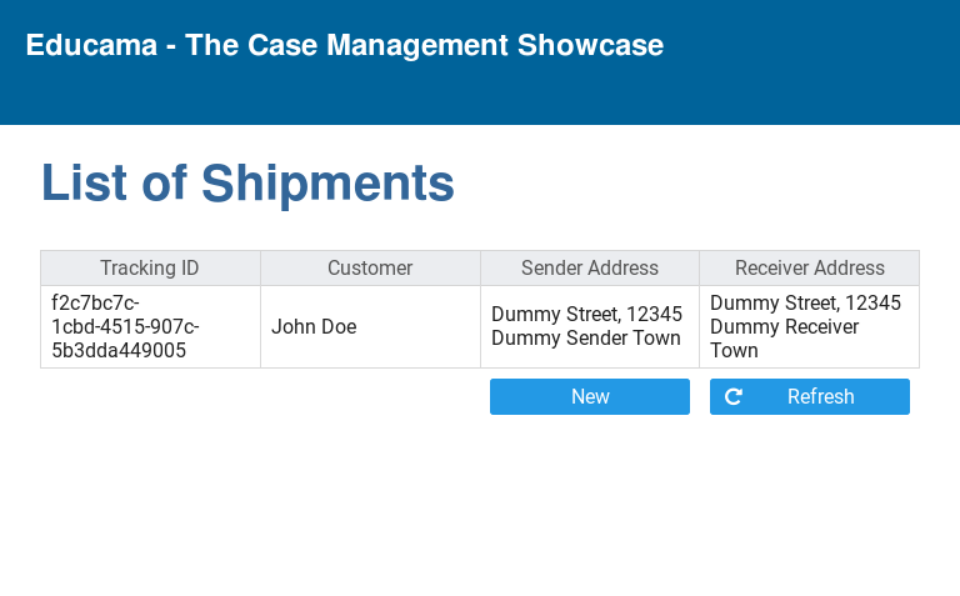 Educama - The Case Management Showcase
List of Shipments
Tracking ID
Customer
Sender Address
Receiver Address
f2c7bc7c-
1cbd-4515-907c-
5b3dda449005
John Doe
Dummy Street, 12345
Dummy Sender Town
Dummy Street, 12345
Dummy Receiver
Town
New
Refresh